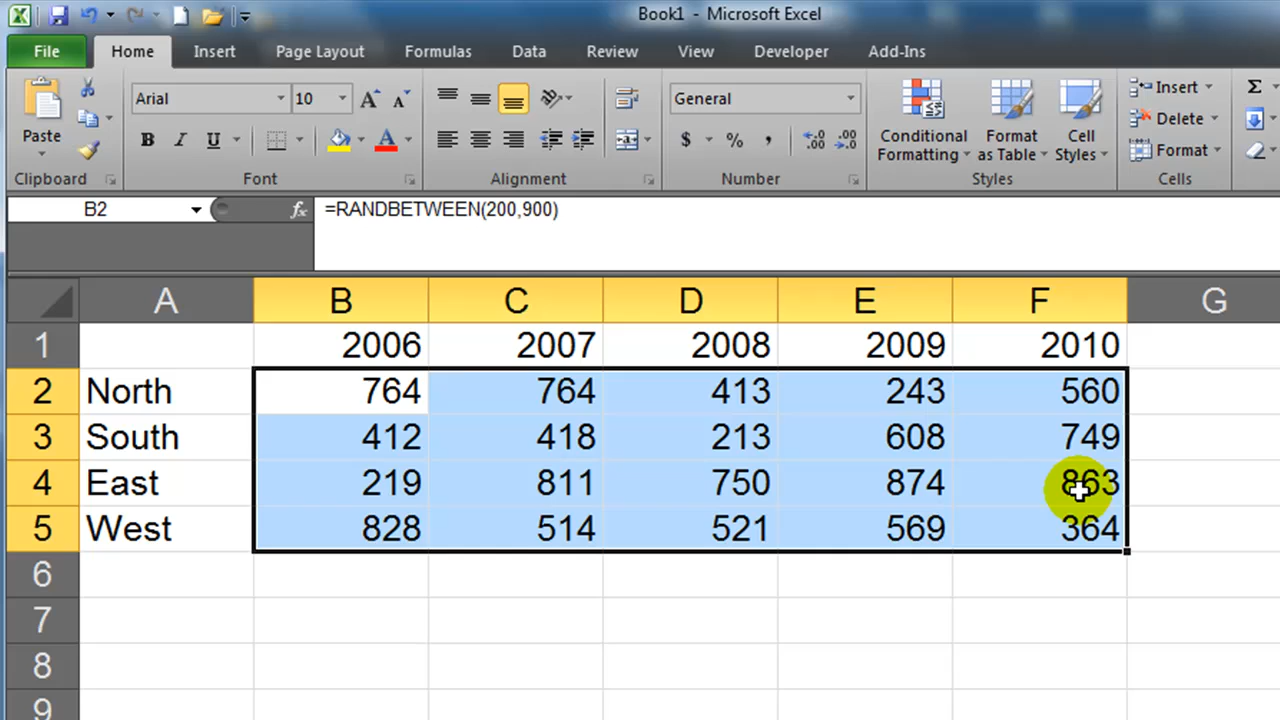 Book1 - Microsoft Excel
File Home Insert Page Layout Formulas Data Review View Developer Add-Ins
Arial 10 General Insert
Paste Conditional Formatting Format as Table Cell Styles Delete
B I U $ % , Format
Clipboard Font Alignment Number Styles Cells
B2 fx =RANDBETWEEN(200,900)
A B C D E F G
1 2006 2007 2008 2009 2010
2 North 764 764 413 243 560
3 South 412 418 213 608 749
4 East 219 811 750 874 863
5 West 828 514 521 569 364
6
7
8
9